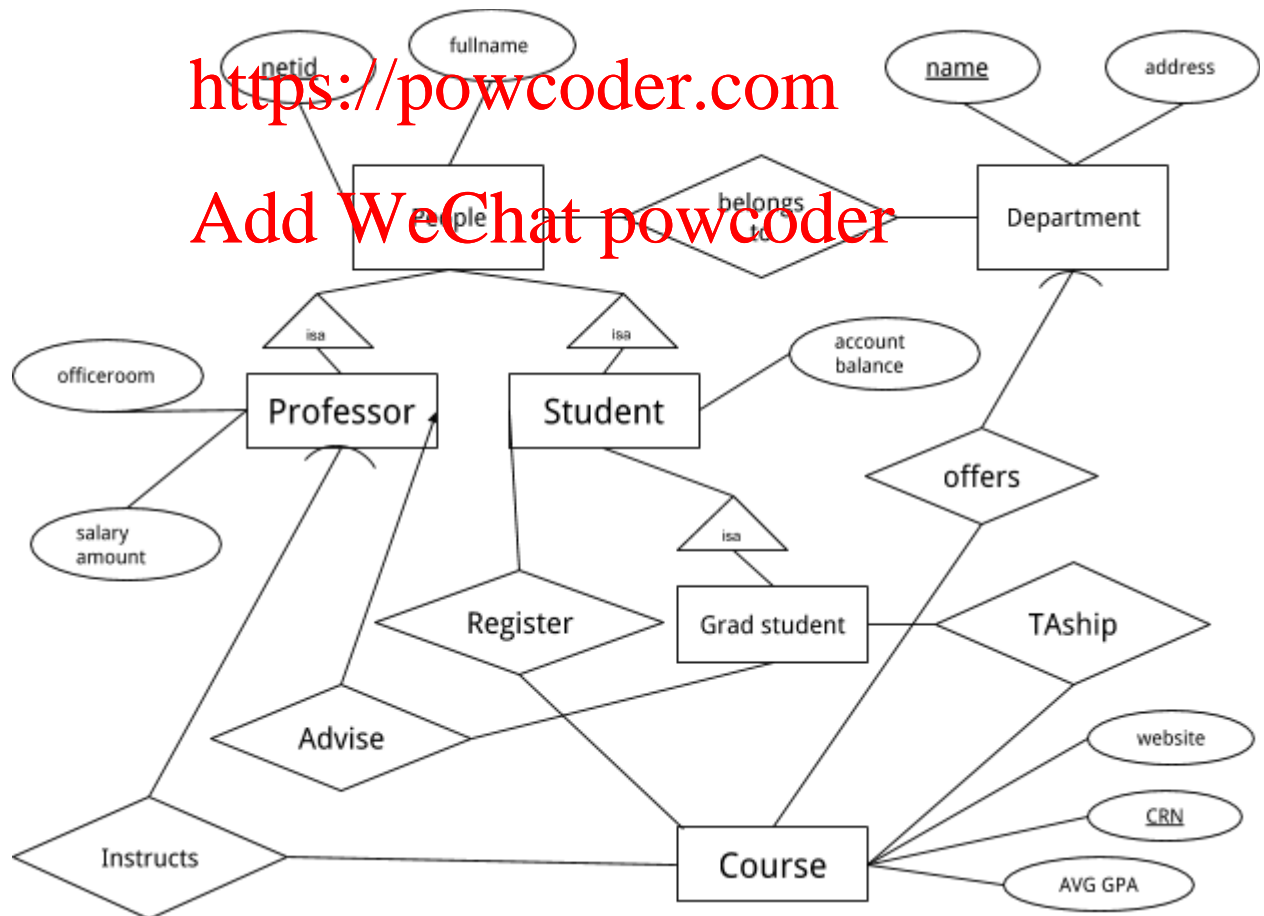 fullname
netid
name
address
https://powcoder.com
belongs
to
People
Department
Add WeChat powcoder
isa
isa
account
balance
officeroom
Professor
Student
offers
salary
amount
isa
Register
Grad student
TAship
Advise
website
CRN
Instructs
Course
AVG GPA